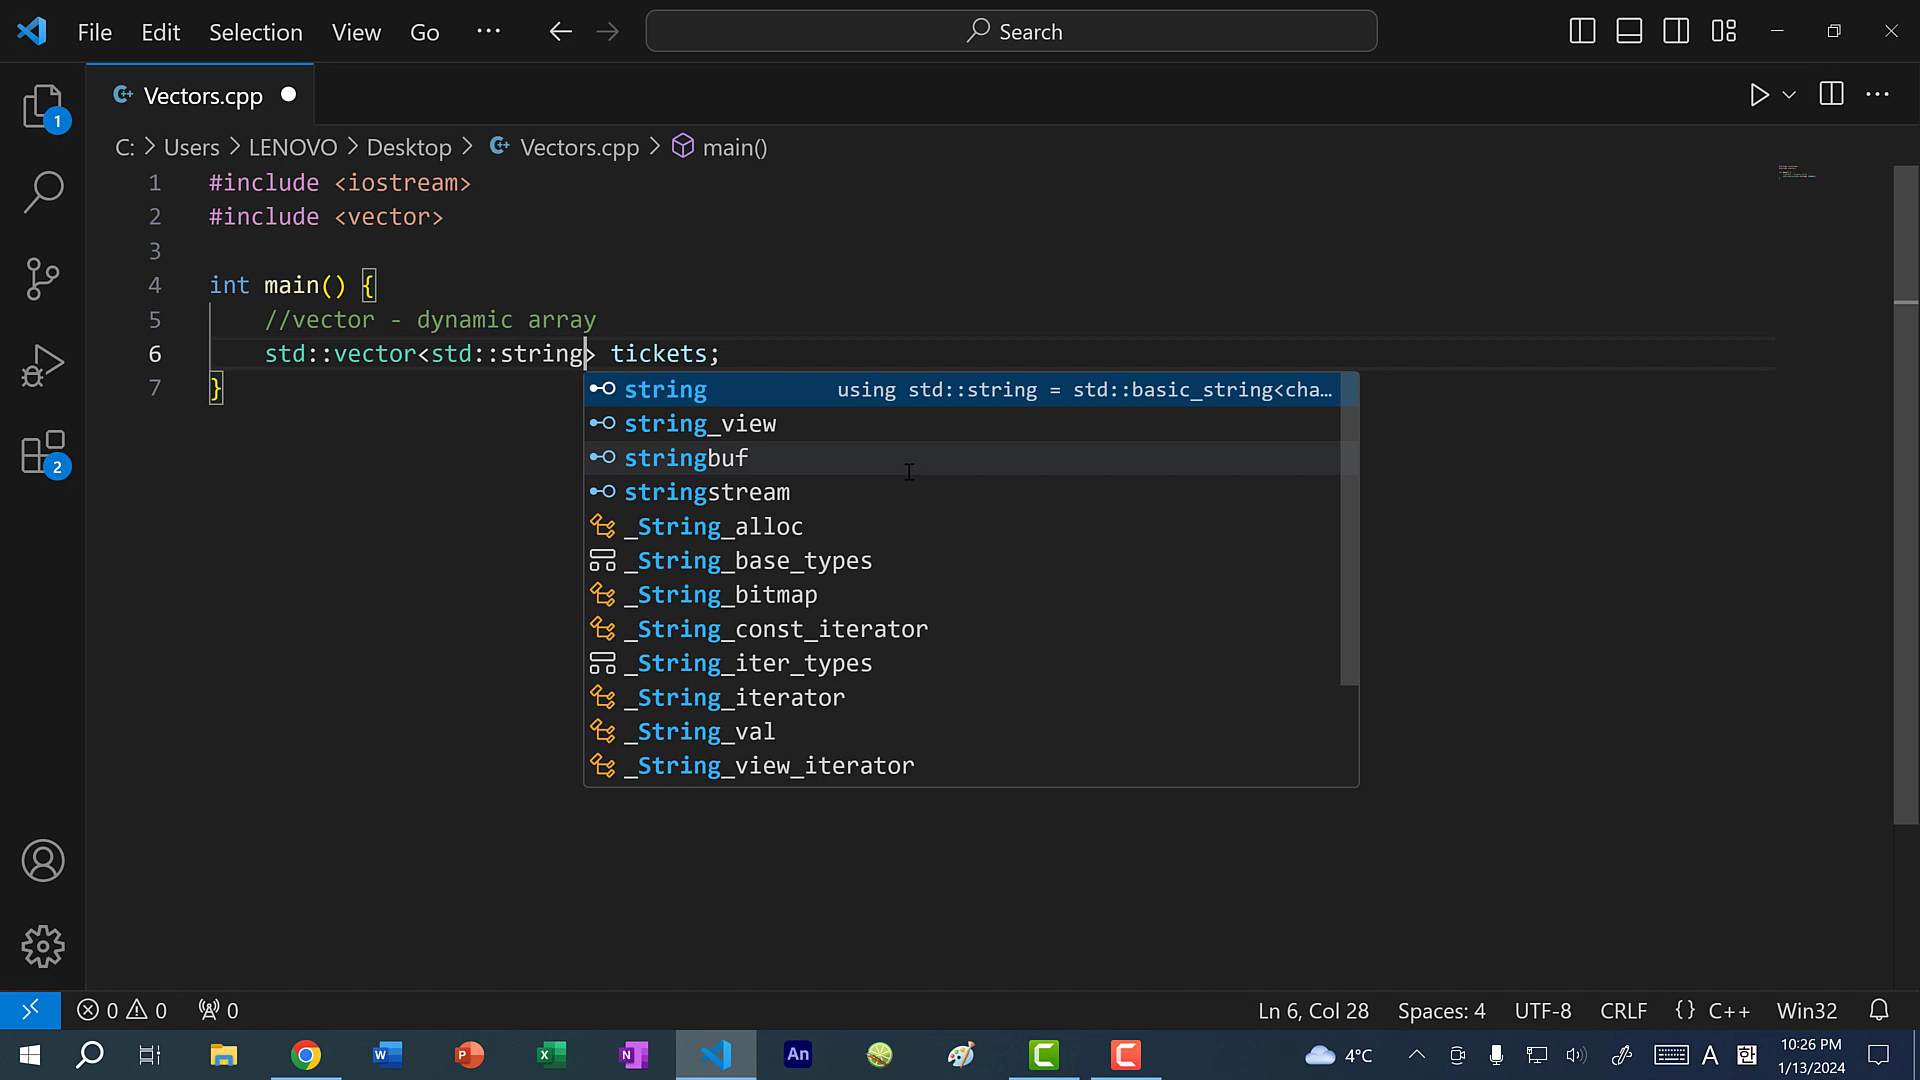 File Edit Selection View Go ··· Search
Vectors.cpp
C: > Users > LENOVO > Desktop > Vectors.cpp > main()
1 #include <iostream>
2 #include <vector>
3
4 int main() {
5 //vector - dynamic array
6 std::vector<std::string> tickets;
7 }
string using std::string = std::basic_string<cha…
string_view
stringbuf
stringstream
_String_alloc
_String_base_types
_String_bitmap
_String_const_iterator
_String_iter_types
_String_iterator
_String_val
_String_view_iterator
1
2
0 0 0 Ln 6, Col 28 Spaces: 4 UTF-8 CRLF {} C++ Win32
W P X N An C C 4°C A 한 10:26 PM
1/13/2024